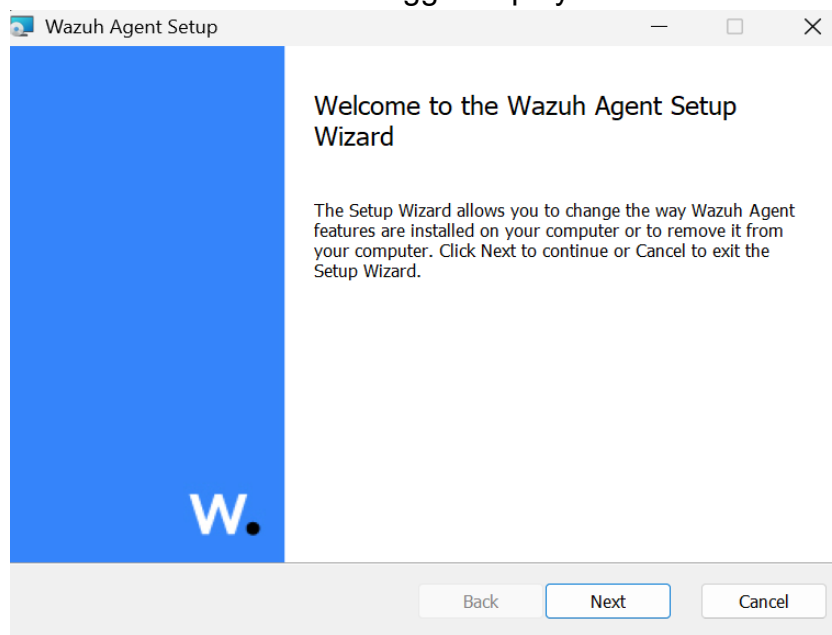 Wazuh Agent Setup
Welcome to the Wazuh Agent Setup
Wizard
The Setup Wizard allows you to change the way Wazuh Agent
features are installed on your computer or to remove it from
your computer. Click Next to continue or Cancel to exit the
Setup Wizard.
W.
Back Next Cancel